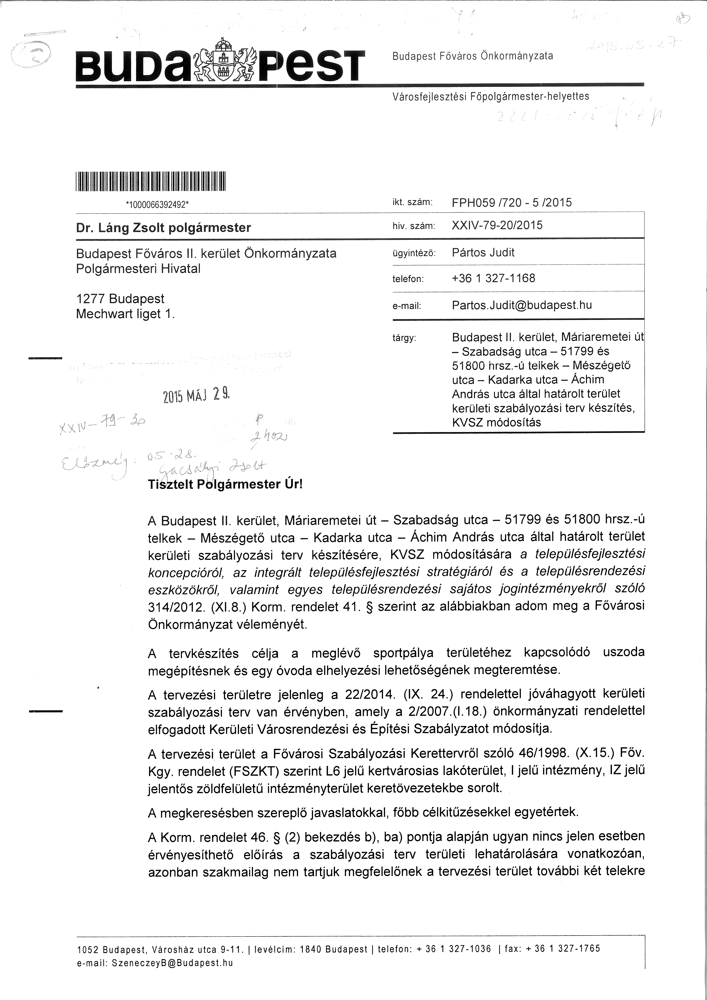 BUDAPEST
Budapest Főváros Önkormányzata
2015.05.27.
Városfejlesztési Főpolgármester-helyettes
*1000066392492*
ikt. szám: FPH059 /720 - 5 /2015
Dr. Láng Zsolt polgármester
hiv. szám: XXIV-79-20/2015
Budapest Főváros II. kerület Önkormányzata
Polgármesteri Hivatal
1277 Budapest
Mechwart liget 1.
ügyintéző: Pártos Judit
telefon: +36 1 327-1168
e-mail: Partos.Judit@budapest.hu
tárgy: Budapest II. kerület, Máriaremetei út
– Szabadság utca – 51799 és
51800 hrsz.-ú telkek – Mészégető
utca – Kadarka utca – Áchim
András utca által határolt terület
kerületi szabályozási terv készítés,
KVSZ módosítás
2015 MÁJ 29.
XXIV-79-30
Előzmény: 05.28.
Gacsályi Zsolt
Tisztelt Polgármester Úr!
A Budapest II. kerület, Máriaremetei út – Szabadság utca – 51799 és 51800 hrsz.-ú
telkek – Mészégető utca – Kadarka utca – Áchim András utca által határolt terület
kerületi szabályozási terv készítésére, KVSZ módosítására a településfejlesztési
koncepcióról, az integrált településfejlesztési stratégiáról és a településrendezési
eszközökről, valamint egyes településrendezési sajátos jogintézményekről szóló
314/2012. (XI.8.) Korm. rendelet 41. § szerint az alábbiakban adom meg a Fővárosi
Önkormányzat véleményét.
A tervkészítés célja a meglévő sportpálya területéhez kapcsolódó uszoda
megépítésnek és egy óvoda elhelyezési lehetőségének megteremtése.
A tervezési területre jelenleg a 22/2014. (IX. 24.) rendelettel jóváhagyott kerületi
szabályozási terv van érvényben, amely a 2/2007.(I.18.) önkormányzati rendelettel
elfogadott Kerületi Városrendezési és Építési Szabályzatot módosítja.
A tervezési terület a Fővárosi Szabályozási Kerettervről szóló 46/1998. (X.15.) Főv.
Kgy. rendelet (FSZKT) szerint L6 jelű kertvárosias lakóterület, I jelű intézmény, IZ jelű
jelentős zöldfelületű intézményterület keretövezetekbe sorolt.
A megkeresésben szereplő javaslatokkal, főbb célkitűzésekkel egyetértek.
A Korm. rendelet 46. § (2) bekezdés b), ba) pontja alapján ugyan nincs jelen esetben
érvényesíthető előírás a szabályozási terv területi lehatárolására vonatkozóan,
azonban szakmailag nem tartjuk megfelelőnek a tervezési terület további két telekre
1052 Budapest, Városház utca 9-11. | levélcím: 1840 Budapest | telefon: + 36 1 327-1036 | fax: + 36 1 327-1765
e-mail: SzeneczeyB@Budapest.hu